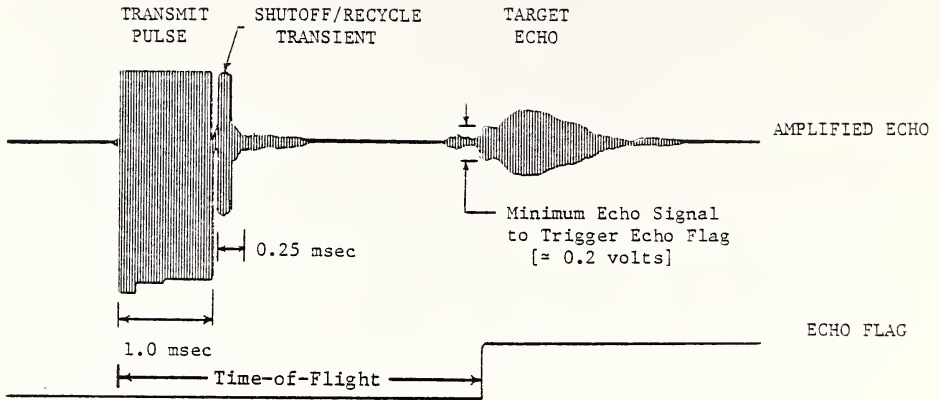 TRANSMIT
PULSE
SHUTOFF/RECYCLE
TRANSIENT
TARGET
ECHO
AMPLIFIED ECHO
Minimum Echo Signal
to Trigger Echo Flag
[≃ 0.2 volts]
0.25 msec
1.0 msec
ECHO FLAG
Time-of-Flight